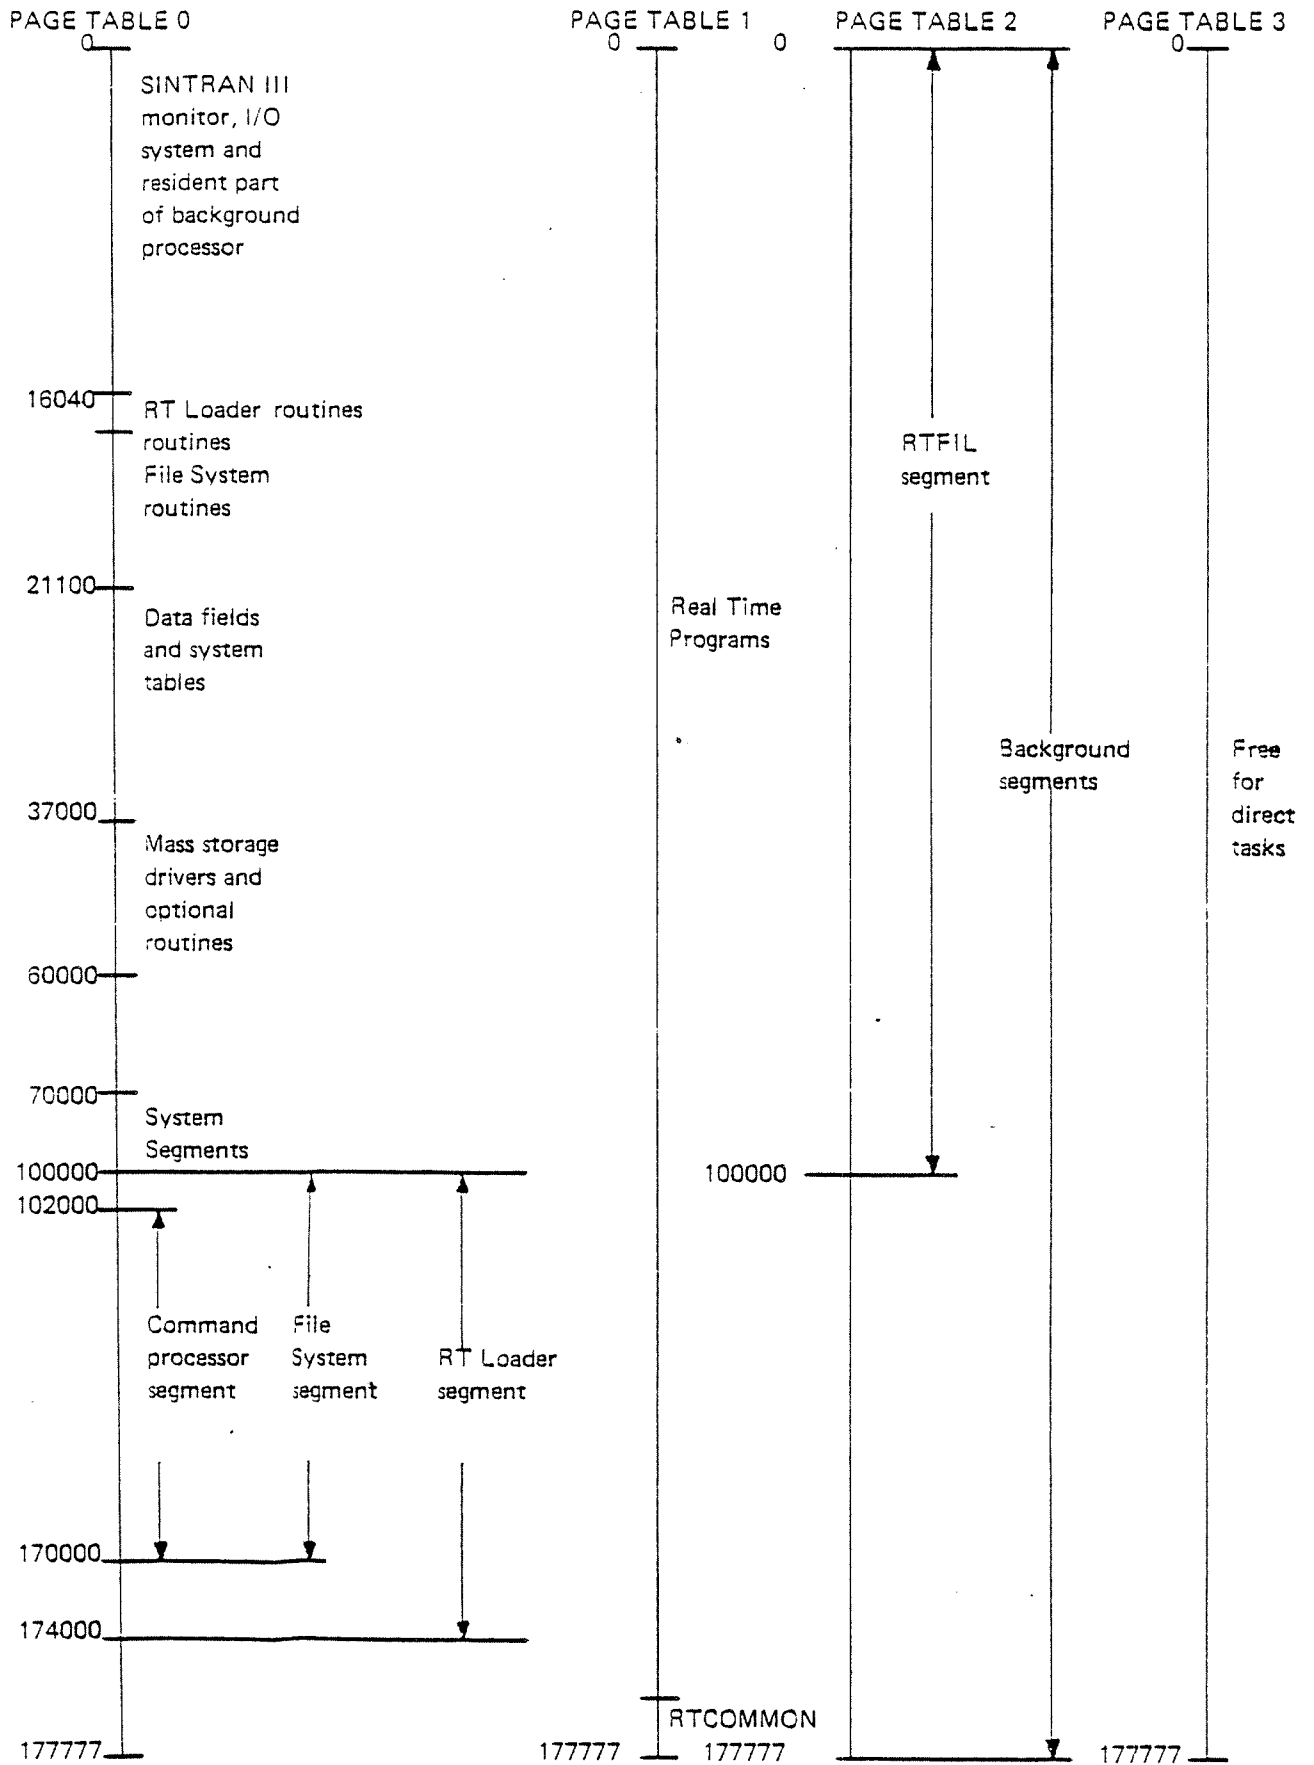 PAGE TABLE 0
0
SINTRAN III
monitor, I/O
system and
resident part
of background
processor
16040
RT Loader routines
routines
File System
routines
21100
Data fields
and system
tables
37000
Mass storage
drivers and
optional
routines
60000
70000
System
Segments
100000
102000
Command
processor
segment
File
System
segment
RT Loader
segment
170000
174000
177777
PAGE TABLE 1
0
Real Time
Programs
RTCOMMON
177777
PAGE TABLE 2
0
RTFIL
segment
Background
segments
100000
177777
PAGE TABLE 3
0
Free
for
direct
tasks
177777